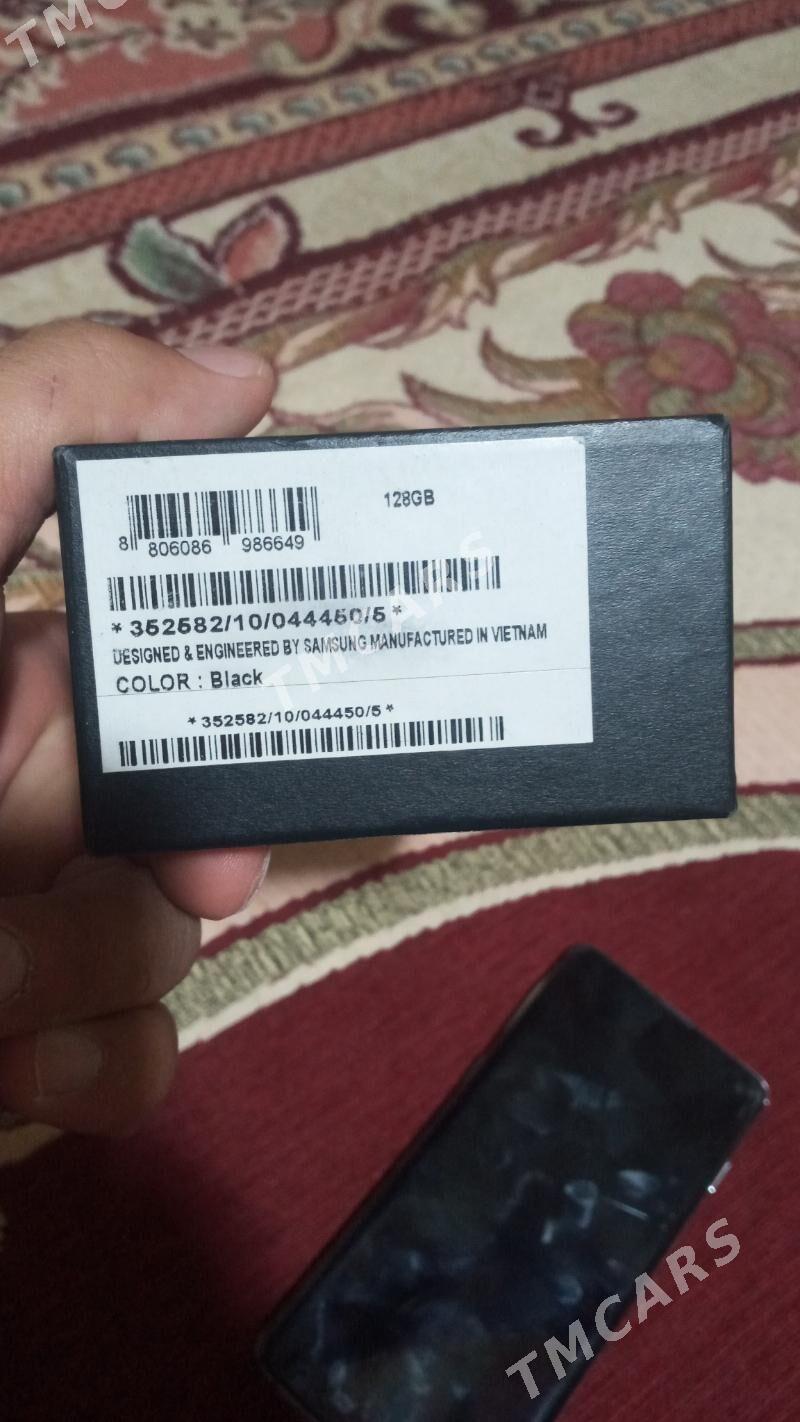 128GB
8 806086 986649
* 352582/10/044450/5 *
DESIGNED & ENGINEERED BY SAMSUNG MANUFACTURED IN VIETNAM
COLOR : Black
* 352582/10/044450/5 *
TMCARS
TMCARS